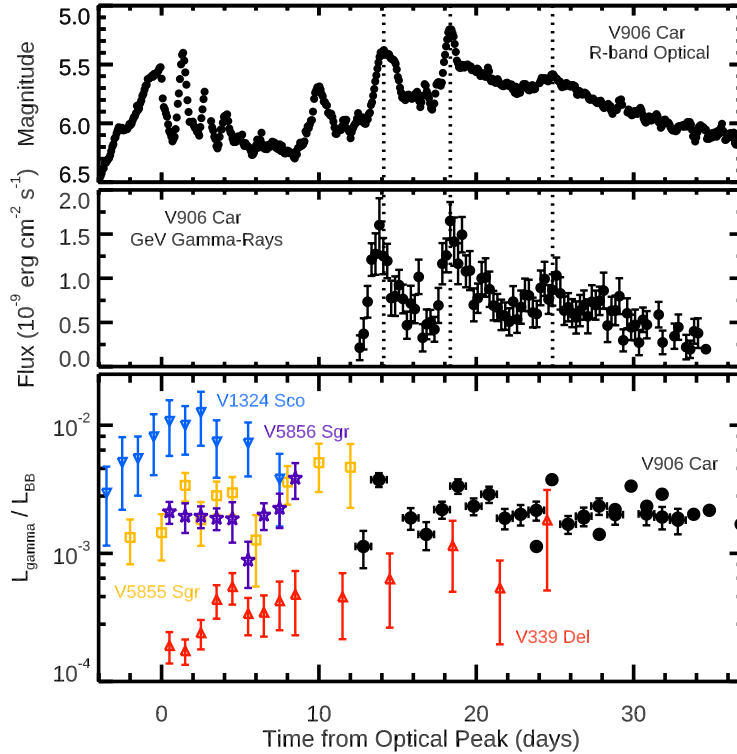 5.0
5.5
6.0
6.5
Magnitude
V906 Car
R-band Optical
2.0
1.5
1.0
0.5
0.0
Flux (10⁻⁹ erg cm⁻² s⁻¹)
V906 Car
GeV Gamma-Rays
10⁻²
10⁻³
10⁻⁴
L_gamma / L_BB
V1324 Sco
V5856 Sgr
V906 Car
V5855 Sgr
V339 Del
0
10
20
30
Time from Optical Peak (days)